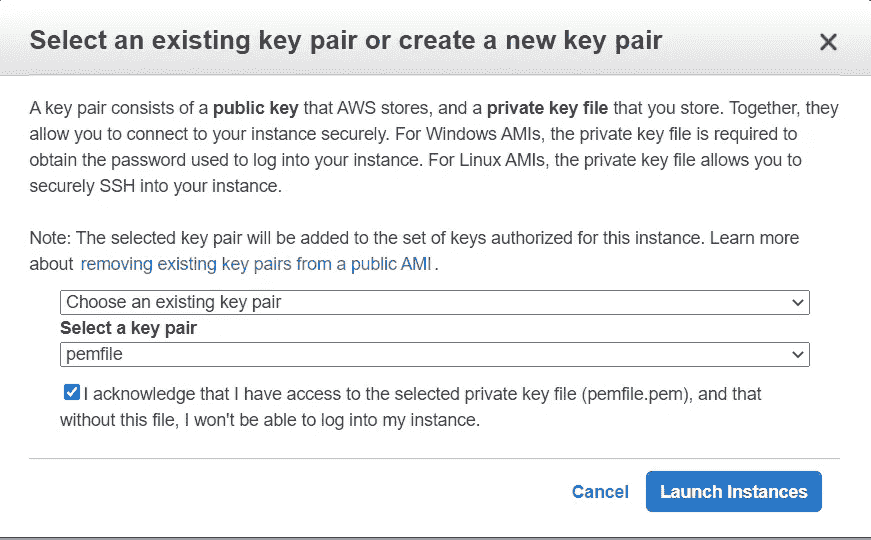 Select an existing key pair or create a new key pair
A key pair consists of a public key that AWS stores, and a private key file that you store. Together, they
allow you to connect to your instance securely. For Windows AMIs, the private key file is required to
obtain the password used to log into your instance. For Linux AMIs, the private key file allows you to
securely SSH into your instance.
Note: The selected key pair will be added to the set of keys authorized for this instance. Learn more
about removing existing key pairs from a public AMI.
Choose an existing key pair
Select a key pair
pemfile
I acknowledge that I have access to the selected private key file (pemfile.pem), and that
without this file, I won't be able to log into my instance.
Cancel Launch Instances